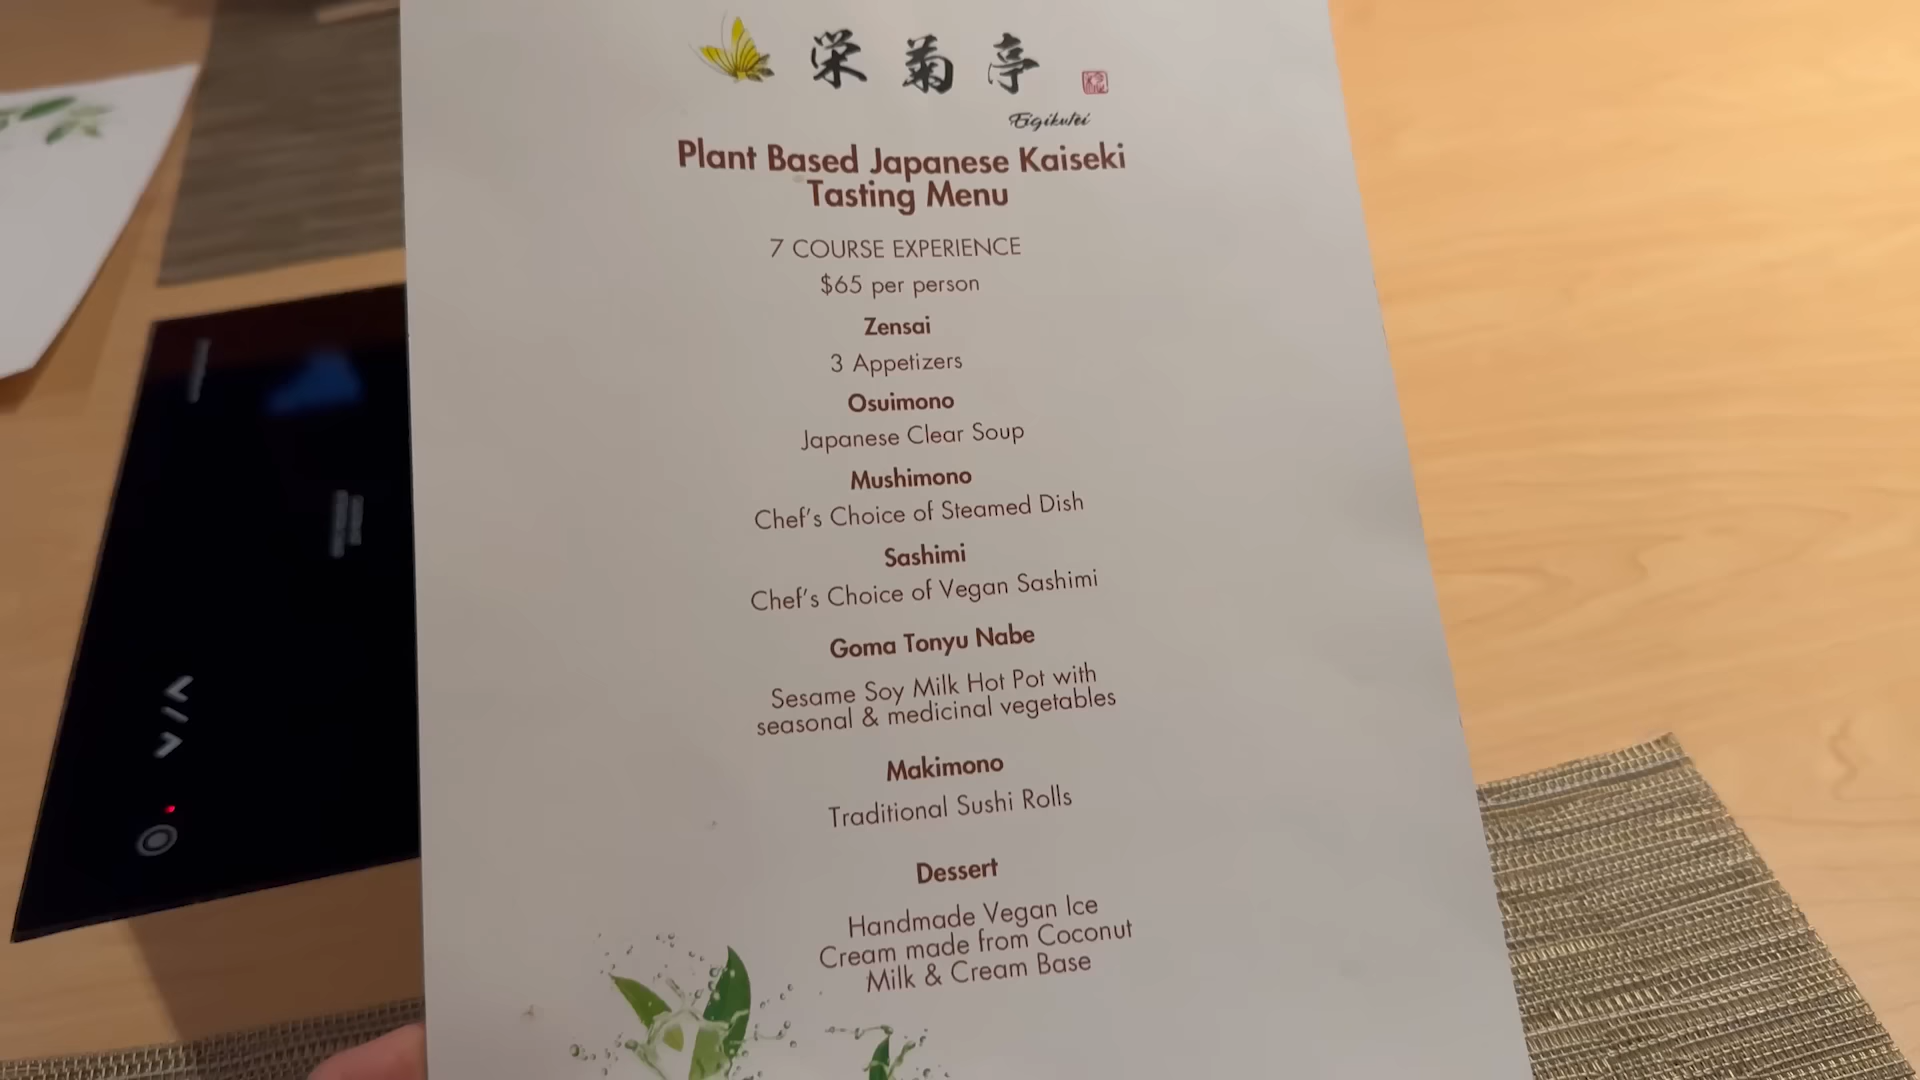 栄菊亭
Eigikutei
Plant Based Japanese Kaiseki
Tasting Menu
7 COURSE EXPERIENCE
$65 per person
Zensai
3 Appetizers
Osuimono
Japanese Clear Soup
Mushimono
Chef's Choice of Steamed Dish
Sashimi
Chef's Choice of Vegan Sashimi
Goma Tonyu Nabe
Sesame Soy Milk Hot Pot with
seasonal & medicinal vegetables
Makimono
Traditional Sushi Rolls
Dessert
Handmade Vegan Ice
Cream made from Coconut
Milk & Cream Base